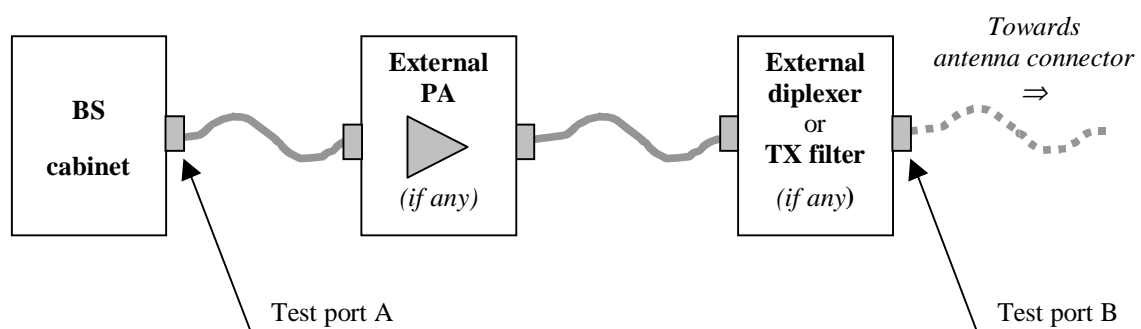 BS
cabinet
External
PA
(if any)
External
diplexer
or
TX filter
(if any)
Towards
antenna connector
⇒
Test port A
Test port B